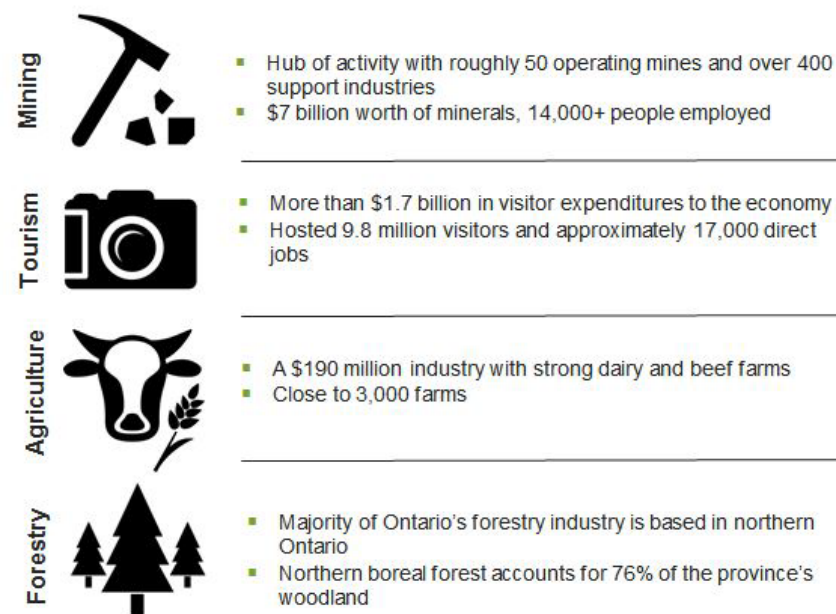 Mining
▪ Hub of activity with roughly 50 operating mines and over 400
support industries
▪ $7 billion worth of minerals, 14,000+ people employed
Tourism
▪ More than $1.7 billion in visitor expenditures to the economy
▪ Hosted 9.8 million visitors and approximately 17,000 direct
jobs
Agriculture
▪ A $190 million industry with strong dairy and beef farms
▪ Close to 3,000 farms
Forestry
▪ Majority of Ontario’s forestry industry is based in northern
Ontario
▪ Northern boreal forest accounts for 76% of the province’s
woodland